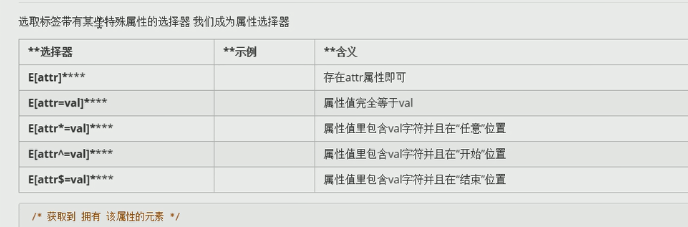 选取标签带有某些特殊属性的选择器 我们成为属性选择器
**选择器 **示例 **含义
E[attr]**** 存在attr属性即可
E[attr=val]**** 属性值完全等于val
E[attr*=val]**** 属性值里包含val字符并且在“任意”位置
E[attr^=val]**** 属性值里包含val字符并且在“开始”位置
E[attr$=val]**** 属性值里包含val字符并且在“结束”位置
/* 获取到 拥有 该属性的元素 */